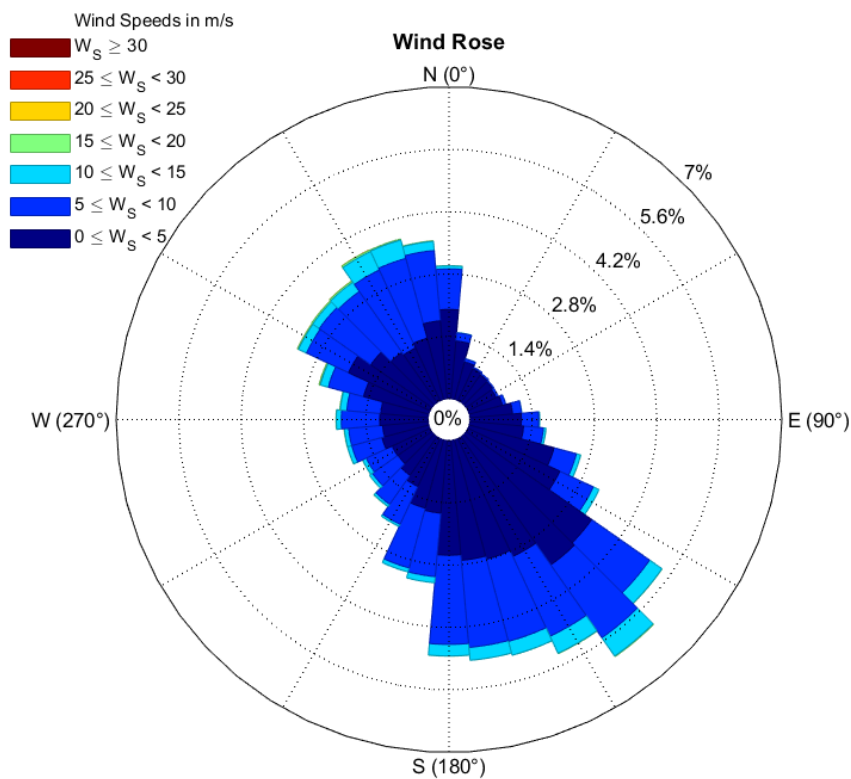 Wind Speeds in m/s
W_S ≥ 30
25 ≤ W_S < 30
20 ≤ W_S < 25
15 ≤ W_S < 20
10 ≤ W_S < 15
5 ≤ W_S < 10
0 ≤ W_S < 5
Wind Rose
N (0°)
7%
5.6%
4.2%
2.8%
1.4%
0%
W (270°)
E (90°)
S (180°)